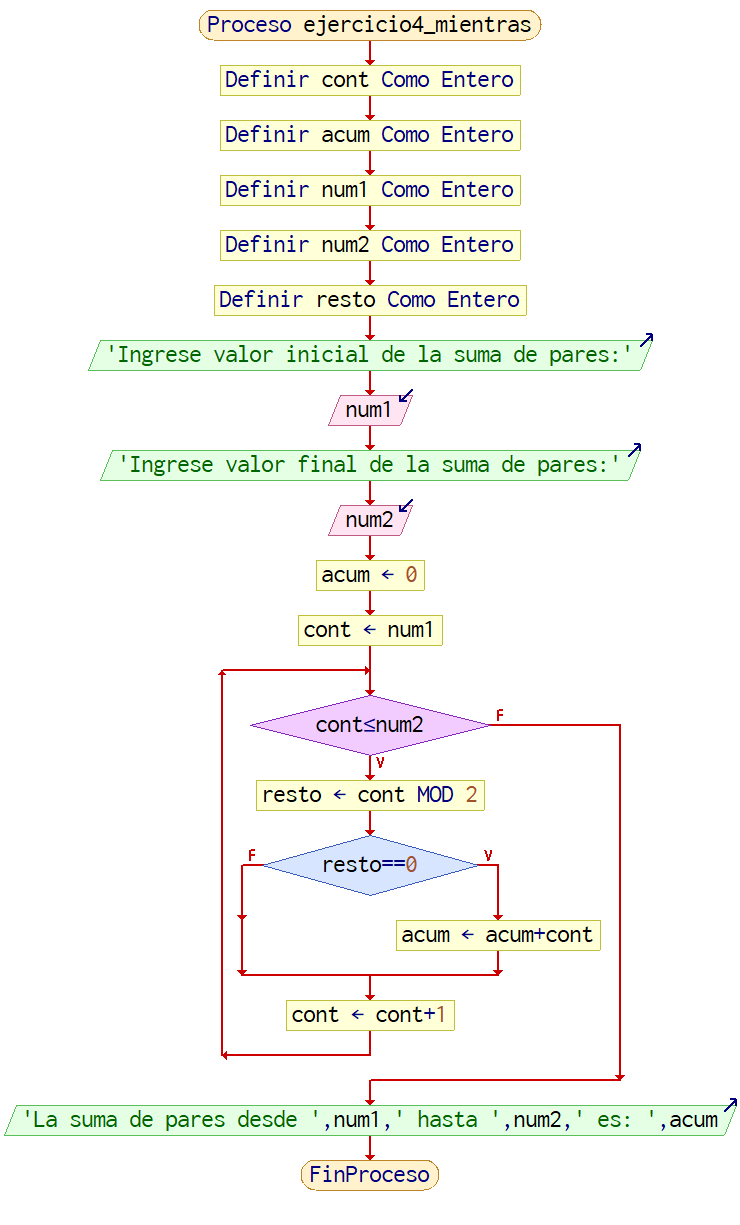 Proceso ejercicio4_mientras
Definir cont Como Entero
Definir acum Como Entero
Definir num1 Como Entero
Definir num2 Como Entero
Definir resto Como Entero
'Ingrese valor inicial de la suma de pares:'
num1
'Ingrese valor final de la suma de pares:'
num2
acum ← 0
cont ← num1
cont≤num2
F
V
resto ← cont MOD 2
F
resto==0
V
acum ← acum+cont
cont ← cont+1
'La suma de pares desde ',num1,' hasta ',num2,' es: ',acum
FinProceso